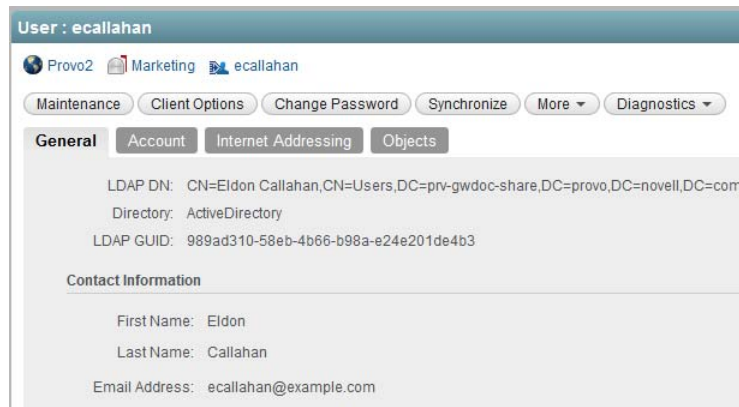 User : ecallahan
Provo2 Marketing ecallahan
Maintenance Client Options Change Password Synchronize More Diagnostics
General Account Internet Addressing Objects
LDAP DN: CN=Eldon Callahan,CN=Users,DC=prv-gwdoc-share,DC=provo,DC=novell,DC=com
Directory: ActiveDirectory
LDAP GUID: 989ad310-58eb-4b66-b98a-e24e201de4b3
Contact Information
First Name: Eldon
Last Name: Callahan
Email Address: ecallahan@example.com